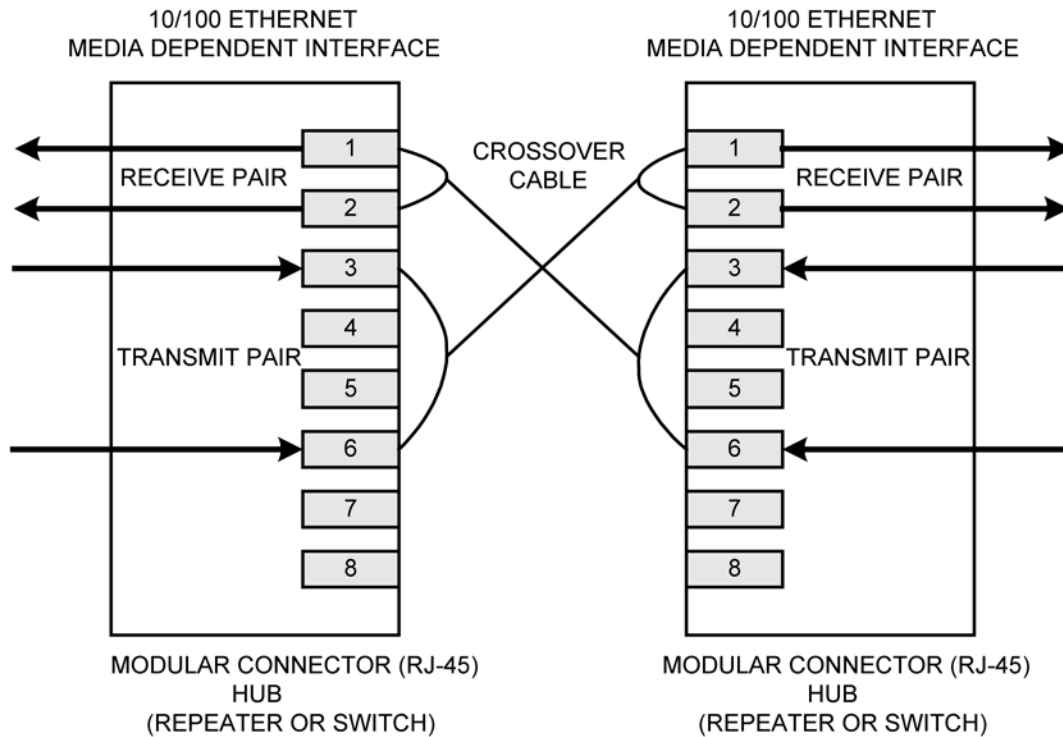 10/100 ETHERNET
MEDIA DEPENDENT INTERFACE
10/100 ETHERNET
MEDIA DEPENDENT INTERFACE
1
RECEIVE PAIR
2
3
4
TRANSMIT PAIR
5
6
7
8
CROSSOVER
CABLE
1
RECEIVE PAIR
2
3
4
TRANSMIT PAIR
5
6
7
8
MODULAR CONNECTOR (RJ-45)
HUB
(REPEATER OR SWITCH)
MODULAR CONNECTOR (RJ-45)
HUB
(REPEATER OR SWITCH)